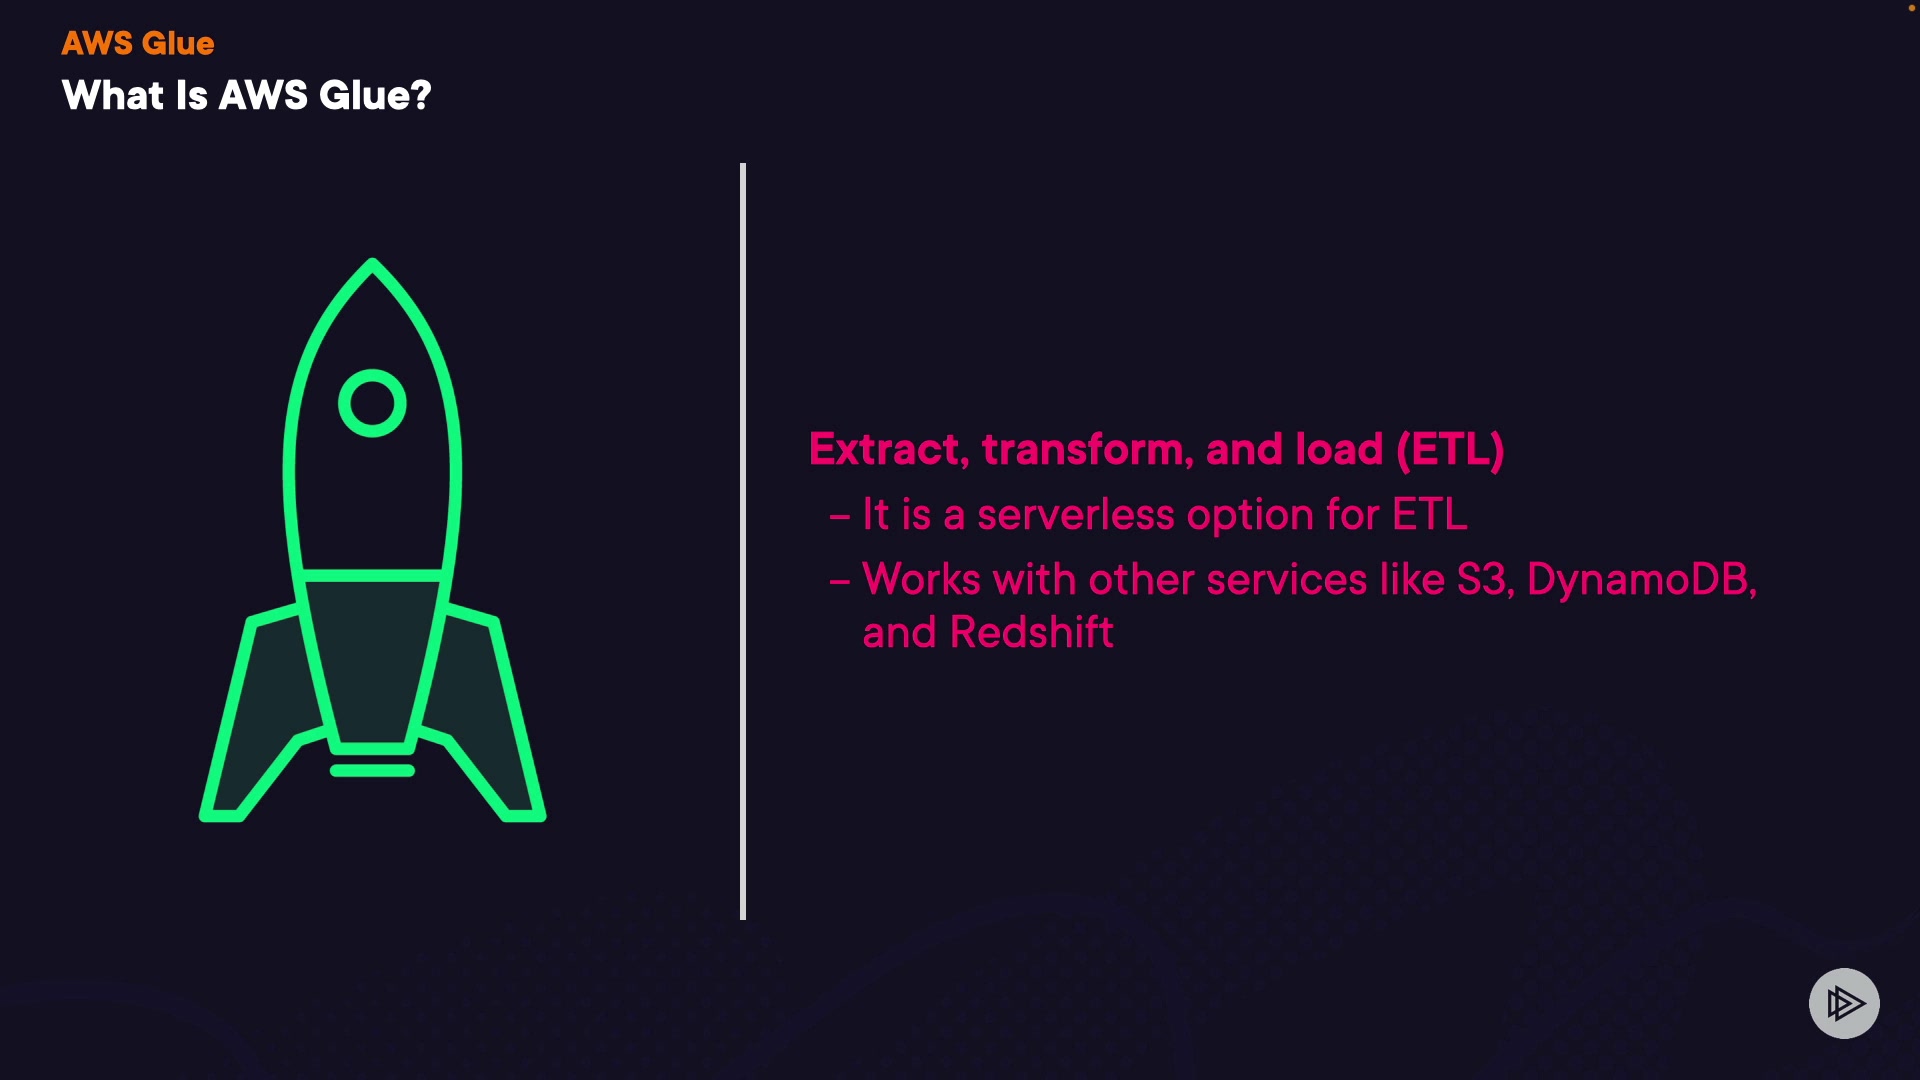 AWS Glue
What Is AWS Glue?
Extract, transform, and load (ETL)
– It is a serverless option for ETL
– Works with other services like S3, DynamoDB,
and Redshift